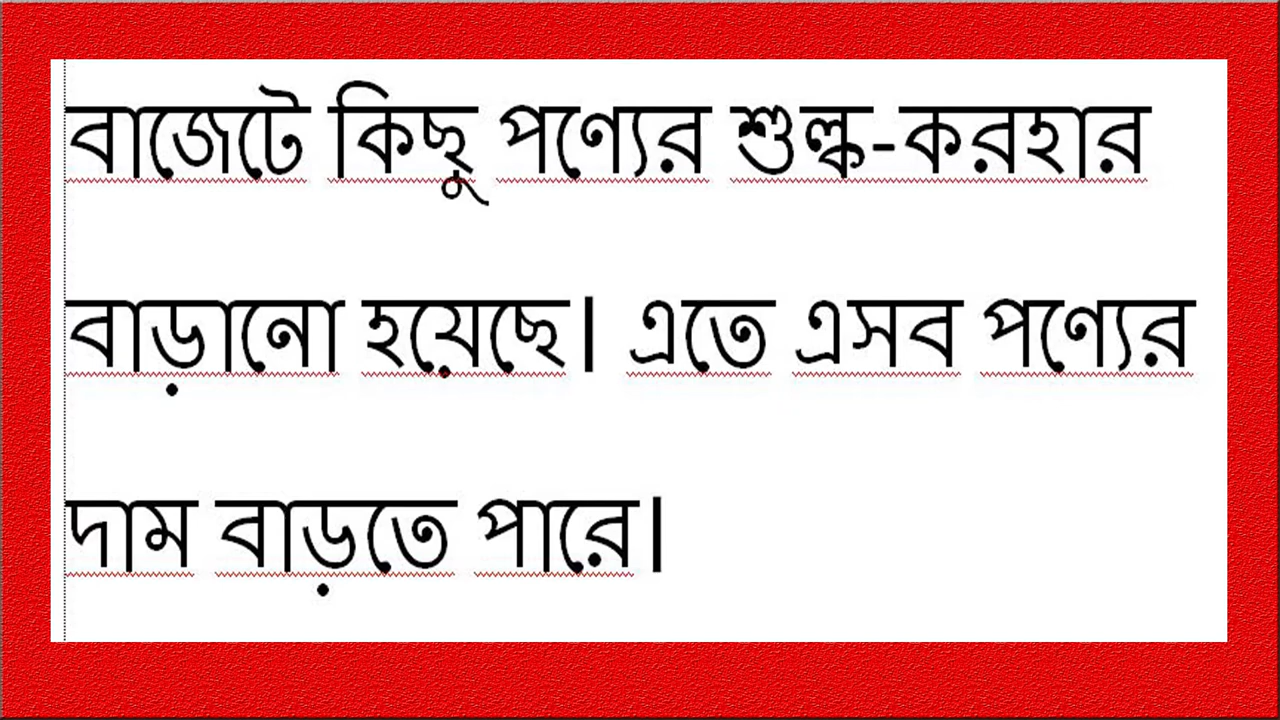 বাজেটে কিছু পণ্যের শুল্ক-করহার
বাড়ানো হয়েছে। এতে এসব পণ্যের
দাম বাড়তে পারে।